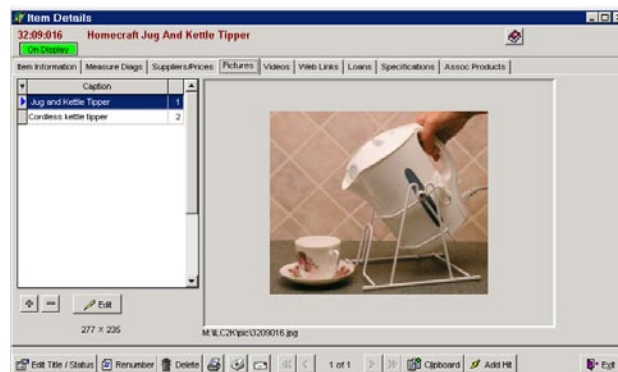 Item Details
32:09:016 Homecraft Jug And Kettle Tipper
On Display
Item Information Measure Diags Suppliers/Prices Pictures Videos Web Links Loans Specifications Assoc Products
Caption
Jug and Kettle Tipper 1
Cordless kettle tipper 2
Edit
277 × 235
M:\ILC2K\pic\3209016.jpg
Edit Title / Status Renumber Delete 1 of 1 Clipboard Add Hit Exit